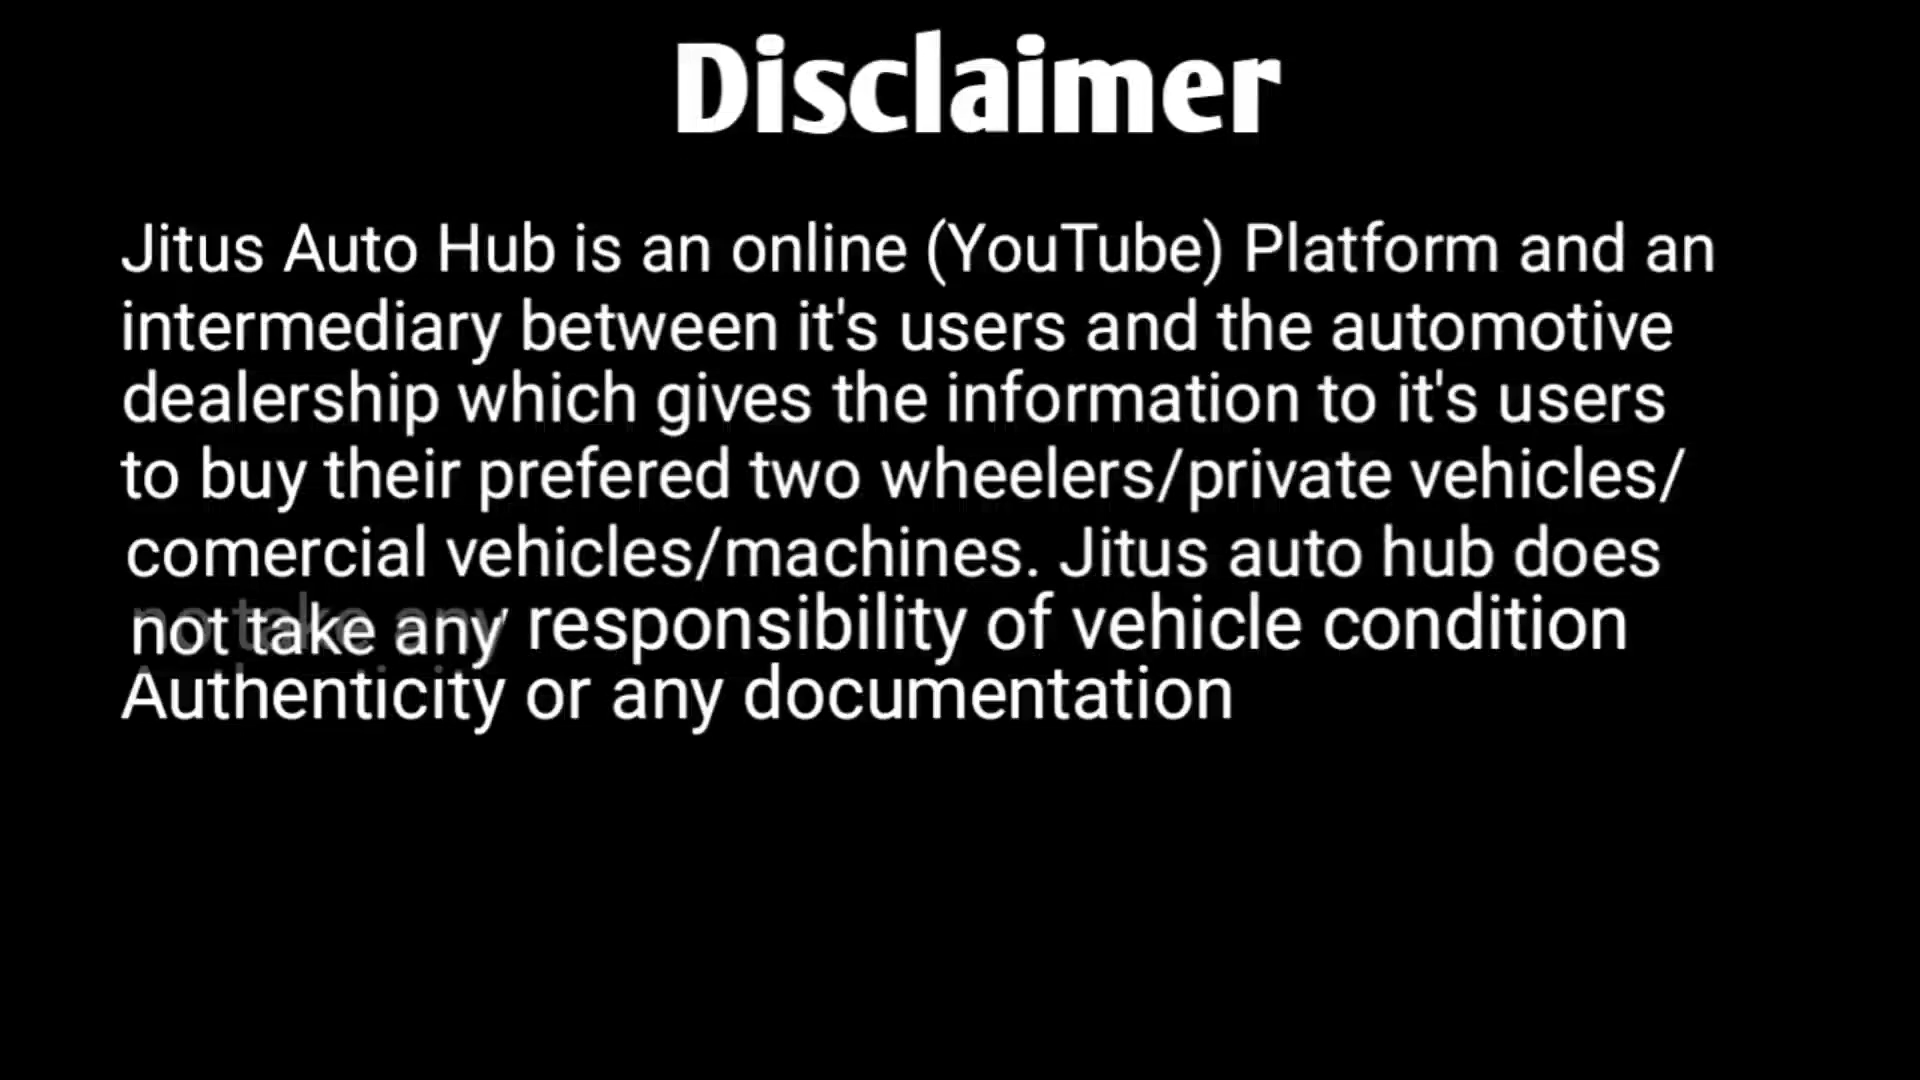 Disclaimer
Jitus Auto Hub is an online (YouTube) Platform and an
intermediary between it's users and the automotive
dealership which gives the information to it's users
to buy their prefered two wheelers/private vehicles/
comercial vehicles/machines. Jitus auto hub does
not take any responsibility of vehicle condition
Authenticity or any documentation